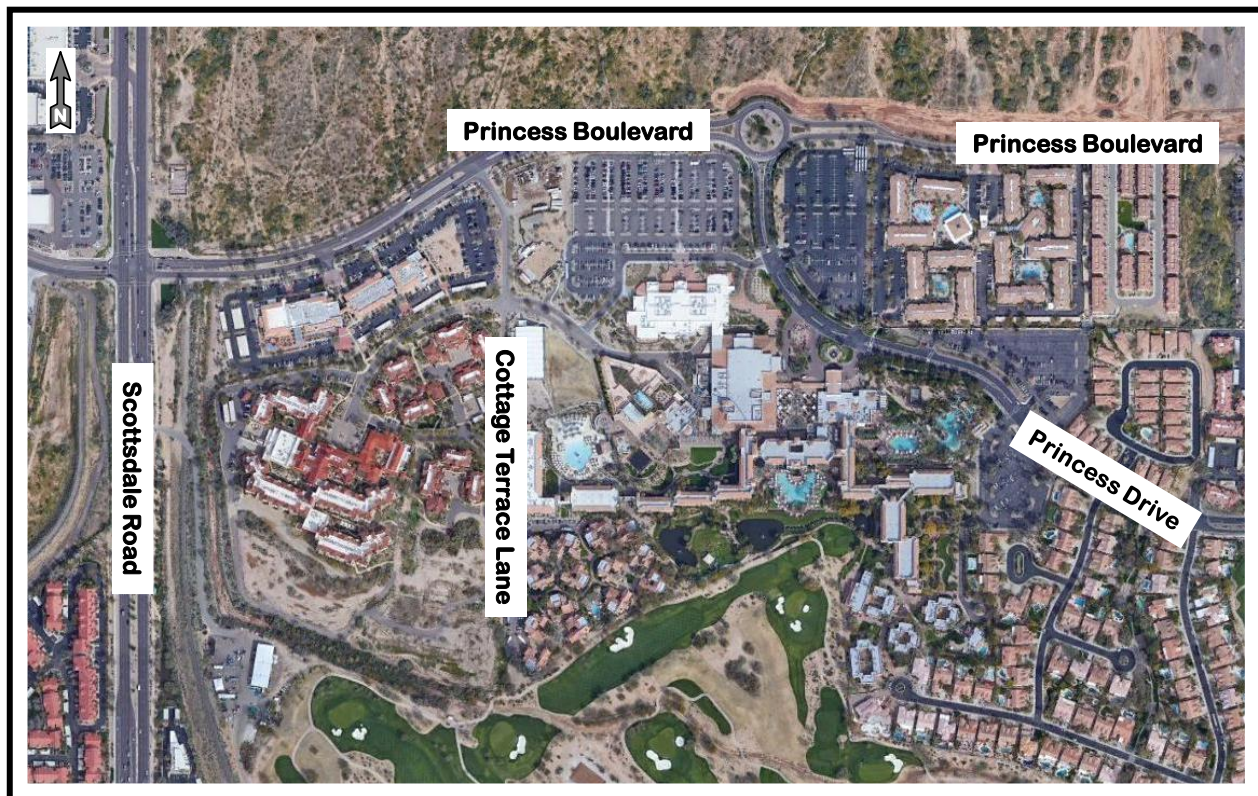 N
Princess Boulevard
Princess Boulevard
Scottsdale Road
Cottage Terrace Lane
Princess Drive